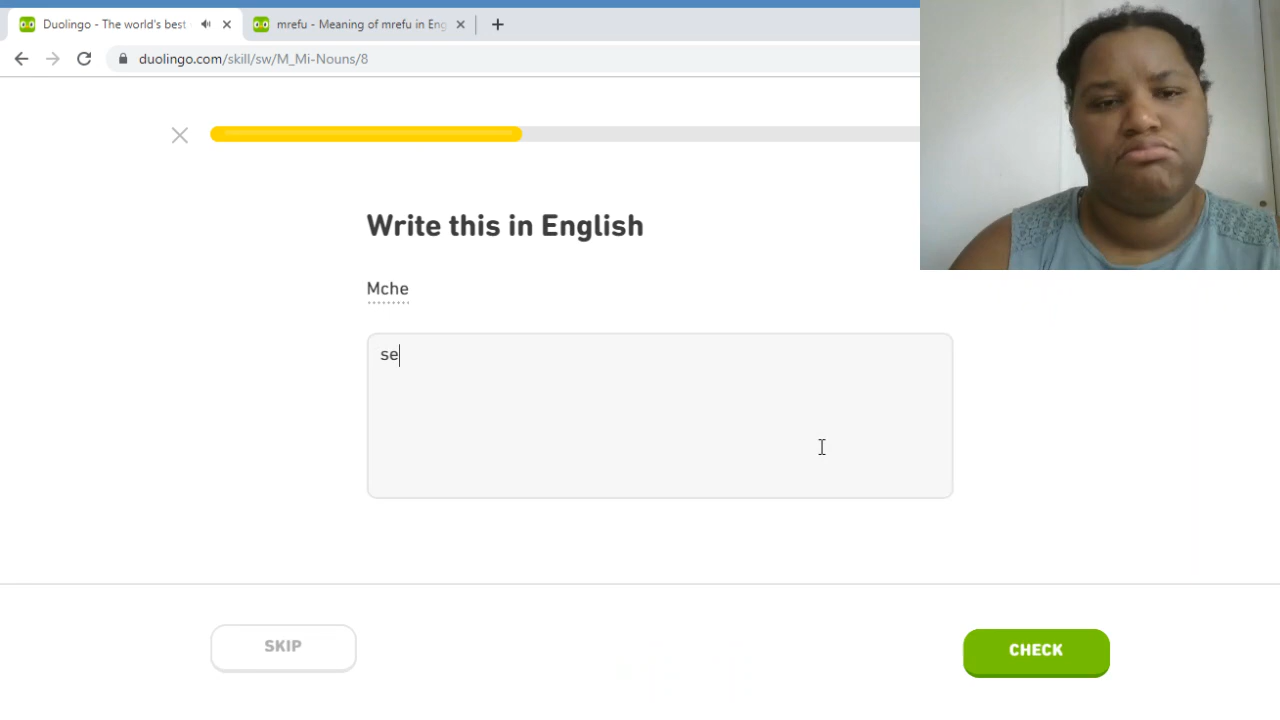 Duolingo - The world's best
mrefu - Meaning of mrefu in Eng
duolingo.com/skill/sw/M_Mi-Nouns/8
Write this in English
Mche
se
SKIP
CHECK